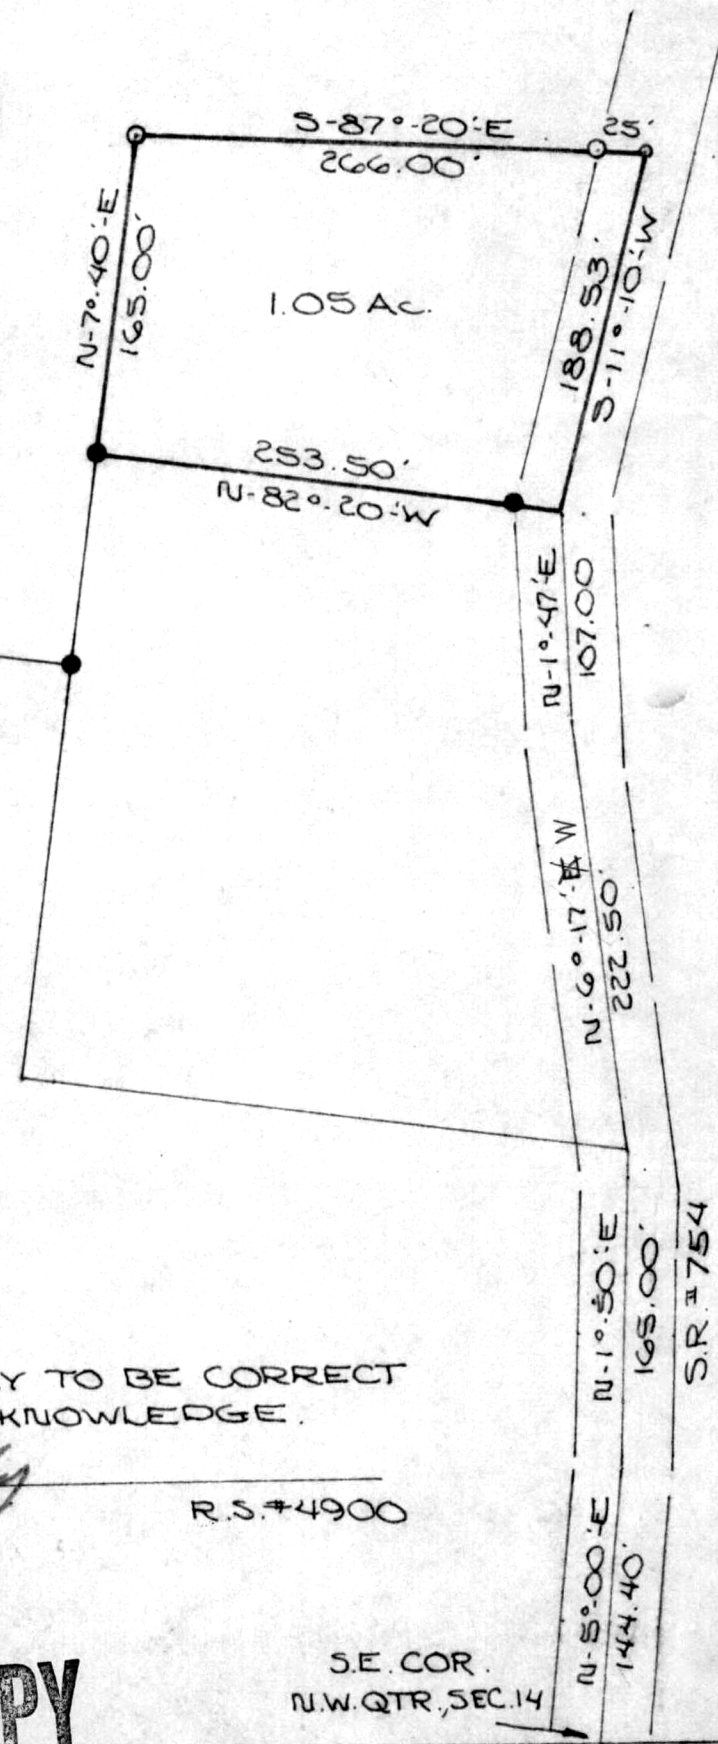 S-87°-20'-E
25'
266.00'
N-7°-40'-E
165.00'
1.05 Ac.
188.53'
S-11°-10'-W
253.50'
N-82°-20'-W
N-1°-47'-E
107.00
N-6°-17'- W
222.50'
N-1°-50'-E
165.00'
S.R. #754
Y TO BE CORRECT
KNOWLEDGE.
R.S.#4900
N-5°-00'-E
144.40'
S.E. COR.
N.W. QTR., SEC. 14
PY